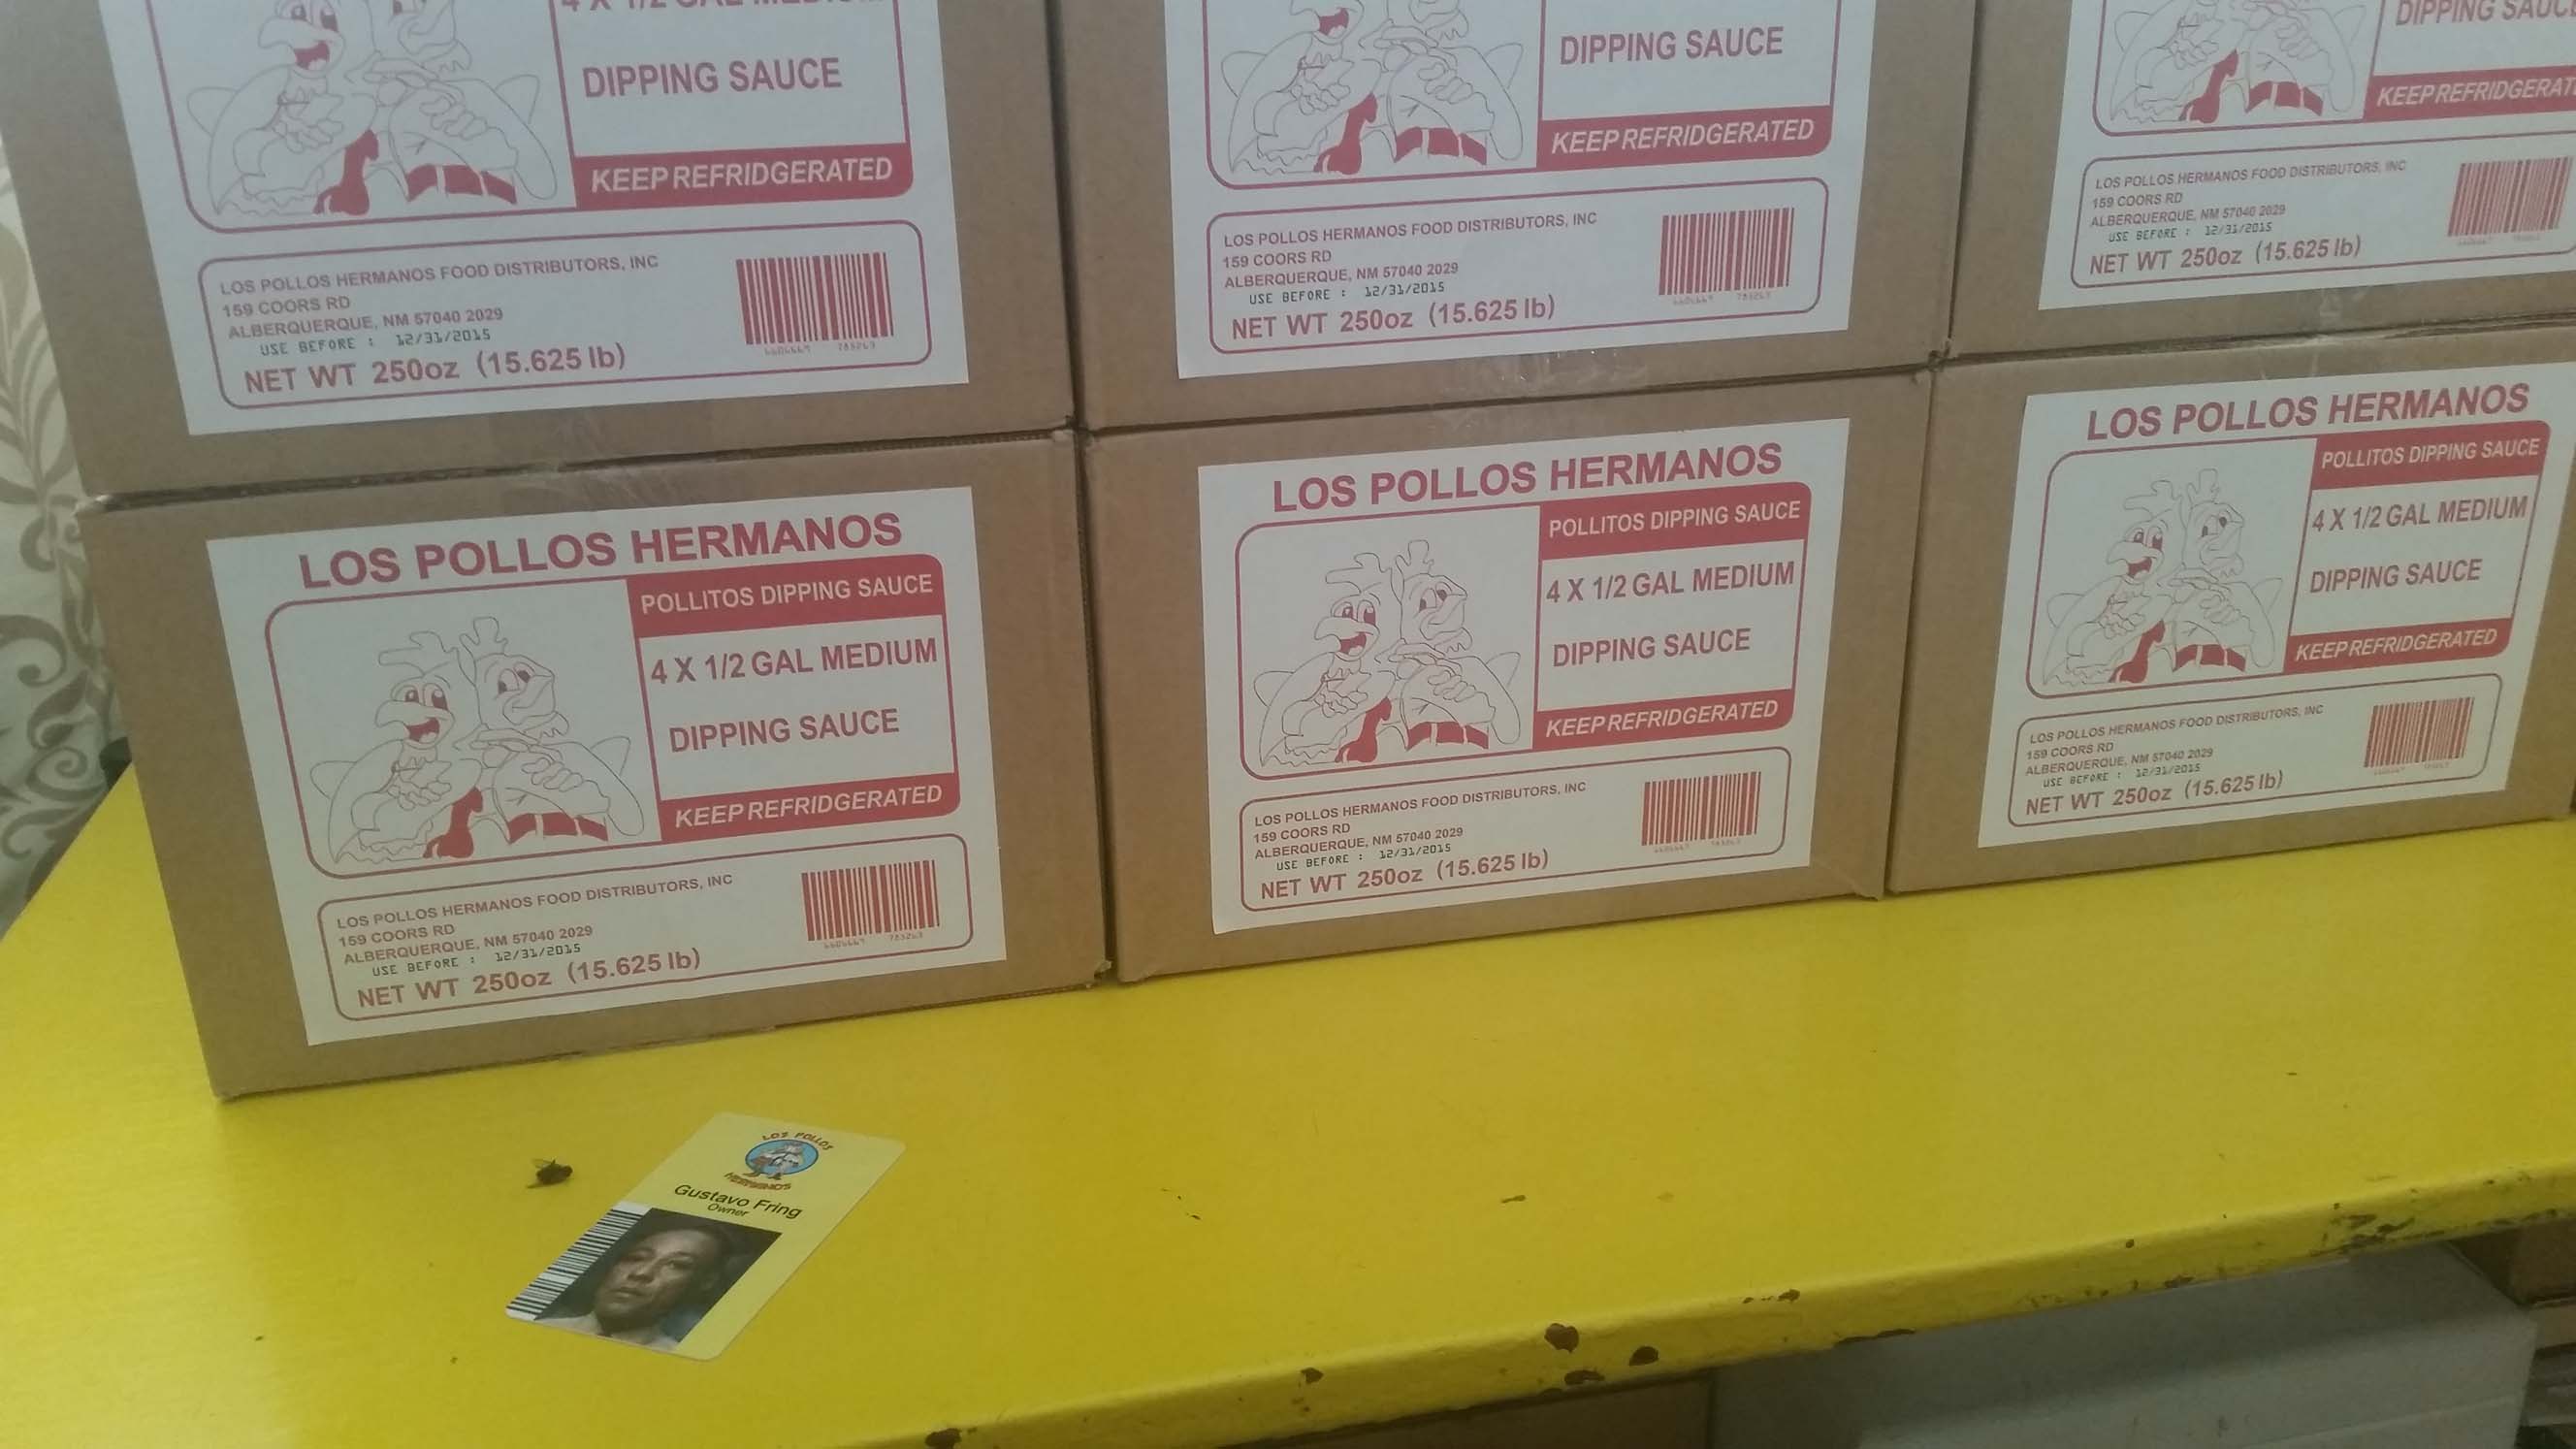 4 X 1/2 GAL MEDIUM
DIPPING SAUCE
KEEP REFRIDGERATED
LOS POLLOS HERMANOS FOOD DISTRIBUTORS, INC
159 COORS RD
ALBERQUERQUE, NM 57040 2029
USE BEFORE : 12/31/2015
NET WT 250oz (15.625 lb)
DIPPING SAUCE
KEEP REFRIDGERATED
LOS POLLOS HERMANOS FOOD DISTRIBUTORS, INC
159 COORS RD
ALBERQUERQUE, NM 57040 2029
USE BEFORE : 12/31/2015
NET WT 250oz (15.625 lb)
DIPPING SAUCE
KEEP REFRIDGERATED
LOS POLLOS HERMANOS FOOD DISTRIBUTORS, INC
159 COORS RD
ALBERQUERQUE, NM 57040 2029
USE BEFORE : 12/31/2015
NET WT 250oz (15.625 lb)
LOS POLLOS HERMANOS
POLLITOS DIPPING SAUCE
4 X 1/2 GAL MEDIUM
DIPPING SAUCE
KEEP REFRIDGERATED
LOS POLLOS HERMANOS FOOD DISTRIBUTORS, INC
159 COORS RD
ALBERQUERQUE, NM 57040 2029
USE BEFORE : 12/31/2015
NET WT 250oz (15.625 lb)
LOS POLLOS HERMANOS
POLLITOS DIPPING SAUCE
4 X 1/2 GAL MEDIUM
DIPPING SAUCE
KEEP REFRIDGERATED
LOS POLLOS HERMANOS FOOD DISTRIBUTORS, INC
159 COORS RD
ALBERQUERQUE, NM 57040 2029
USE BEFORE : 12/31/2015
NET WT 250oz (15.625 lb)
LOS POLLOS HERMANOS
POLLITOS DIPPING SAUCE
4 X 1/2 GAL MEDIUM
DIPPING SAUCE
KEEP REFRIDGERATED
LOS POLLOS HERMANOS FOOD DISTRIBUTORS, INC
159 COORS RD
ALBERQUERQUE, NM 57040 2029
USE BEFORE : 12/31/2015
NET WT 250oz (15.625 lb)
LOS POLLOS
HERMANOS
Gustavo Fring
Owner